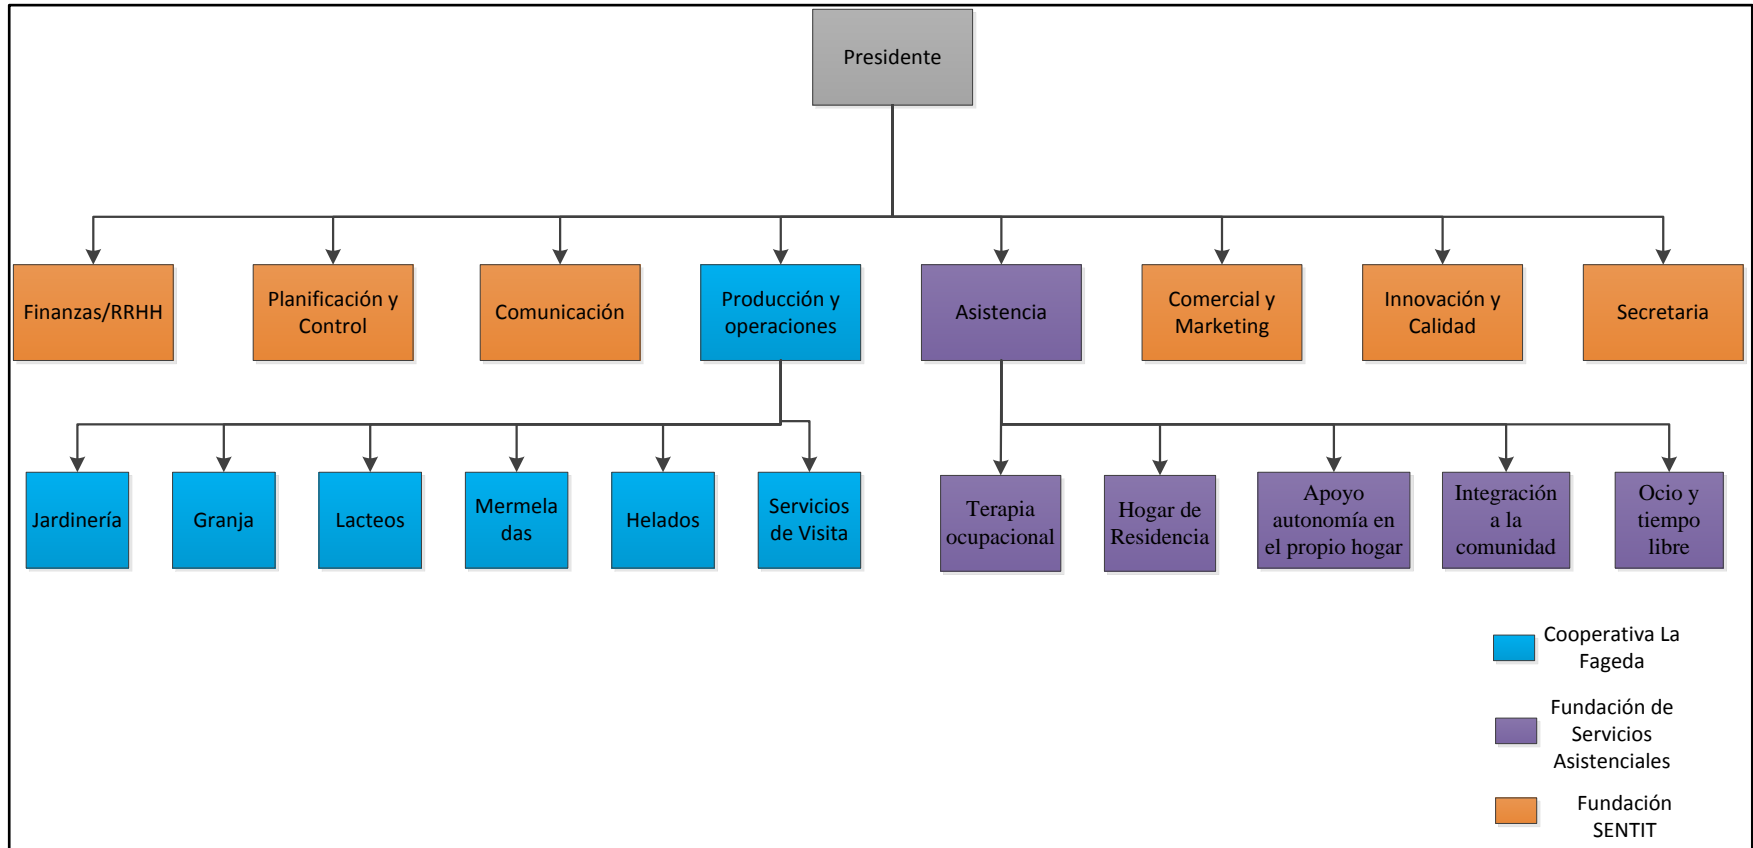 Presidente
Finanzas/RRHH
Planificación y
Control
Comunicación
Producción y
operaciones
Asistencia
Comercial y
Marketing
Innovación y
Calidad
Secretaria
Jardinería
Granja
Lacteos
Mermela
das
Helados
Servicios
de Visita
Terapia
ocupacional
Hogar de
Residencia
Apoyo
autonomía en
el propio hogar
Integración
a la
comunidad
Ocio y
tiempo
libre
Cooperativa La
Fageda
Fundación de
Servicios
Asistenciales
Fundación
SENTIT